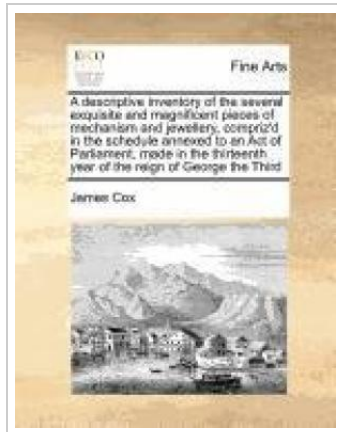 ECCO
Fine Arts
A descriptive inventory of the several
exquisite and magnificent pieces of
mechanism and jewellery, compriz'd
in the schedule annexed to an Act of
Parliament, made in the thirteenth
year of the reign of George the Third
James Cox